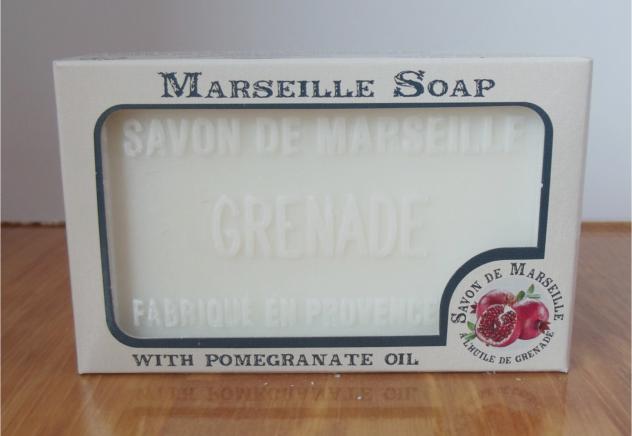 MARSEILLE SOAP
SAVON DE MARSEILLE
GRENADE
FABRIQUÉ EN PROVENCE
SAVON DE MARSEILLE
À L'HUILE DE GRENADE
WITH POMEGRANATE OIL